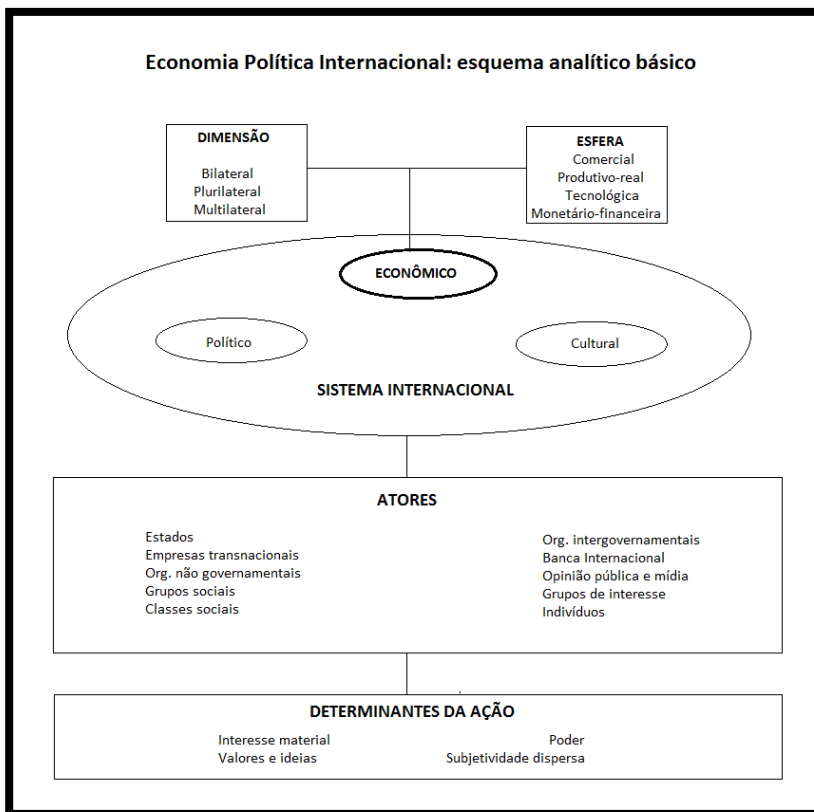 Economia Política Internacional: esquema analítico básico
DIMENSÃO
Bilateral
Plurilateral
Multilateral
ESFERA
Comercial
Produtivo-real
Tecnológica
Monetário-financeira
ECONÔMICO
Político
Cultural
SISTEMA INTERNACIONAL
ATORES
Estados
Empresas transnacionais
Org. não governamentais
Grupos sociais
Classes sociais
Org. intergovernamentais
Banca Internacional
Opinião pública e mídia
Grupos de interesse
Indivíduos
DETERMINANTES DA AÇÃO
Interesse material
Valores e ideias
Poder
Subjetividade dispersa